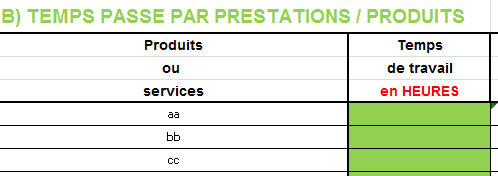 B) TEMPS PASSE PAR PRESTATIONS / PRODUITS
Produits Temps
ou de travail
services en HEURES
aa
bb
cc